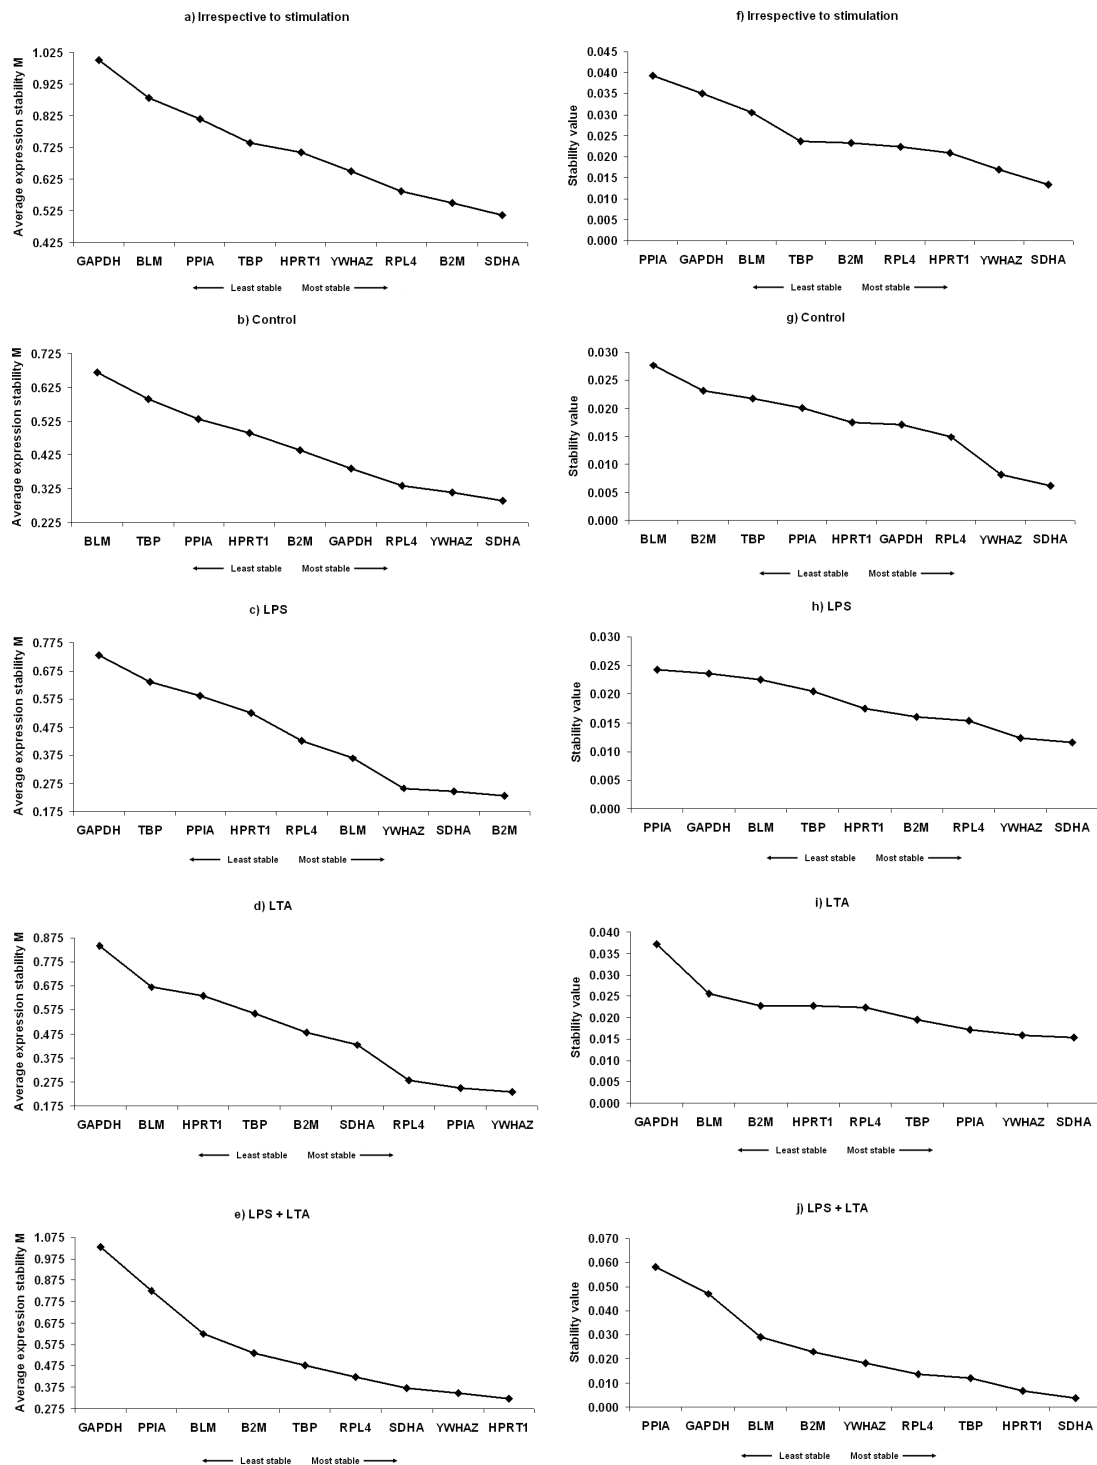 a) Irrespective to stimulation
Average expression stability M
1.025
0.925
0.825
0.725
0.625
0.525
0.425
GAPDH BLM PPIA TBP HPRT1 YWHAZ RPL4 B2M SDHA
Least stable Most stable
f) Irrespective to stimulation
Stability value
0.045
0.040
0.035
0.030
0.025
0.020
0.015
0.010
0.005
0.000
PPIA GAPDH BLM TBP B2M RPL4 HPRT1 YWHAZ SDHA
Least stable Most stable
b) Control
Average expression stability M
0.725
0.625
0.525
0.425
0.325
0.225
BLM TBP PPIA HPRT1 B2M GAPDH RPL4 YWHAZ SDHA
Least stable Most stable
g) Control
Stability value
0.030
0.025
0.020
0.015
0.010
0.005
0.000
BLM B2M TBP PPIA HPRT1 GAPDH RPL4 YWHAZ SDHA
Least stable Most stable
c) LPS
Average expression stability M
0.775
0.675
0.575
0.475
0.375
0.275
0.175
GAPDH TBP PPIA HPRT1 RPL4 BLM YWHAZ SDHA B2M
Least stable Most stable
h) LPS
Stability value
0.030
0.025
0.020
0.015
0.010
0.005
0.000
PPIA GAPDH BLM TBP HPRT1 B2M RPL4 YWHAZ SDHA
Least stable Most stable
d) LTA
Average expression stability M
0.875
0.775
0.675
0.575
0.475
0.375
0.275
0.175
GAPDH BLM HPRT1 TBP B2M SDHA RPL4 PPIA YWHAZ
Least stable Most stable
i) LTA
Stability value
0.040
0.035
0.030
0.025
0.020
0.015
0.010
0.005
0.000
GAPDH BLM B2M HPRT1 RPL4 TBP PPIA YWHAZ SDHA
Least stable Most stable
e) LPS + LTA
Average expression stability M
1.075
0.975
0.875
0.775
0.675
0.575
0.475
0.375
0.275
GAPDH PPIA BLM B2M TBP RPL4 SDHA YWHAZ HPRT1
Least stable Most stable
j) LPS + LTA
Stability value
0.070
0.060
0.050
0.040
0.030
0.020
0.010
0.000
PPIA GAPDH BLM B2M YWHAZ RPL4 TBP HPRT1 SDHA
Least stable Most stable